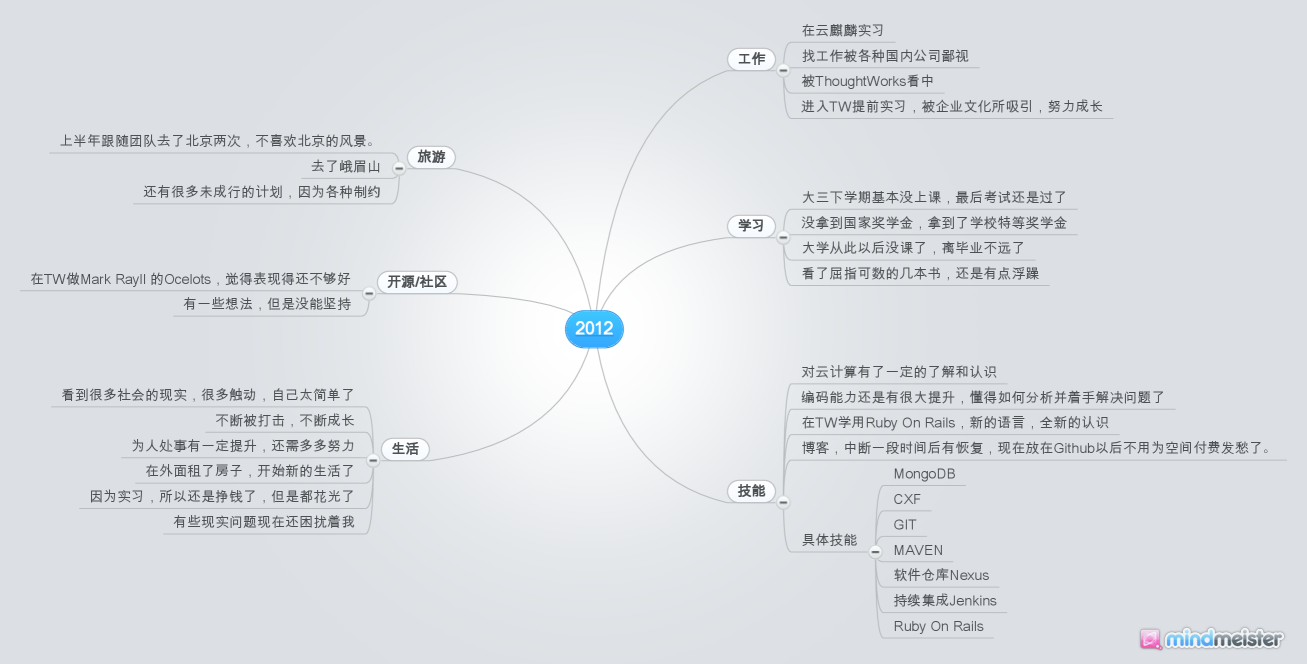 2012
工作
在云麒麟实习
找工作被各种国内公司鄙视
被ThoughtWorks看中
进入TW提前实习，被企业文化所吸引，努力成长
学习
大三下学期基本没上课，最后考试还是过了
没拿到国家奖学金，拿到了学校特等奖学金
大学从此以后没课了，离毕业不远了
看了屈指可数的几本书，还是有点浮躁
技能
对云计算有了一定的了解和认识
编码能力还是有很大提升，懂得如何分析并着手解决问题了
在TW学用Ruby On Rails，新的语言，全新的认识
博客，中断一段时间后有恢复，现在放在Github以后不用为空间付费发愁了。
具体技能
MongoDB
CXF
GIT
MAVEN
软件仓库Nexus
持续集成Jenkins
Ruby On Rails
旅游
上半年跟随团队去了北京两次，不喜欢北京的风景。
去了峨眉山
还有很多未成行的计划，因为各种制约
开源/社区
在TW做Mark Rayll 的Ocelots，觉得表现得还不够好
有一些想法，但是没能坚持
生活
看到很多社会的现实，很多触动，自己太简单了
不断被打击，不断成长
为人处事有一定提升，还需多多努力
在外面租了房子，开始新的生活了
因为实习，所以还是挣钱了，但是都花光了
有些现实问题现在还困扰着我
mindmeister